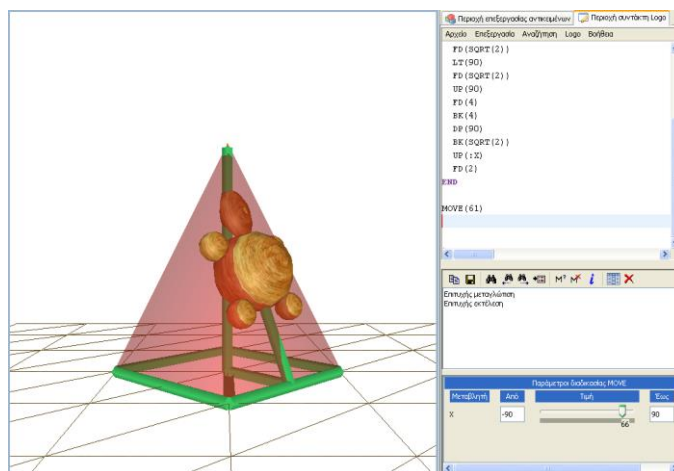 Περιοχή επεξεργασίας αντικειμένων Περιοχή συντάκτη Logo
Αρχείο Επεξεργασία Αναζήτηση Logo Βοήθεια
FD(SQRT(2))
LT(90)
FD(SQRT(2))
UP(90)
FD(4)
BK(4)
DP(90)
BK(SQRT(2))
UP(:X)
FD(2)
END
MOVE(61)
Επιτυχής μεταγλώττιση
Επιτυχής εκτέλεση
Παράμετροι διαδικασίας MOVE
Μεταβλητή Από Τιμή Έως
X -90 66 90